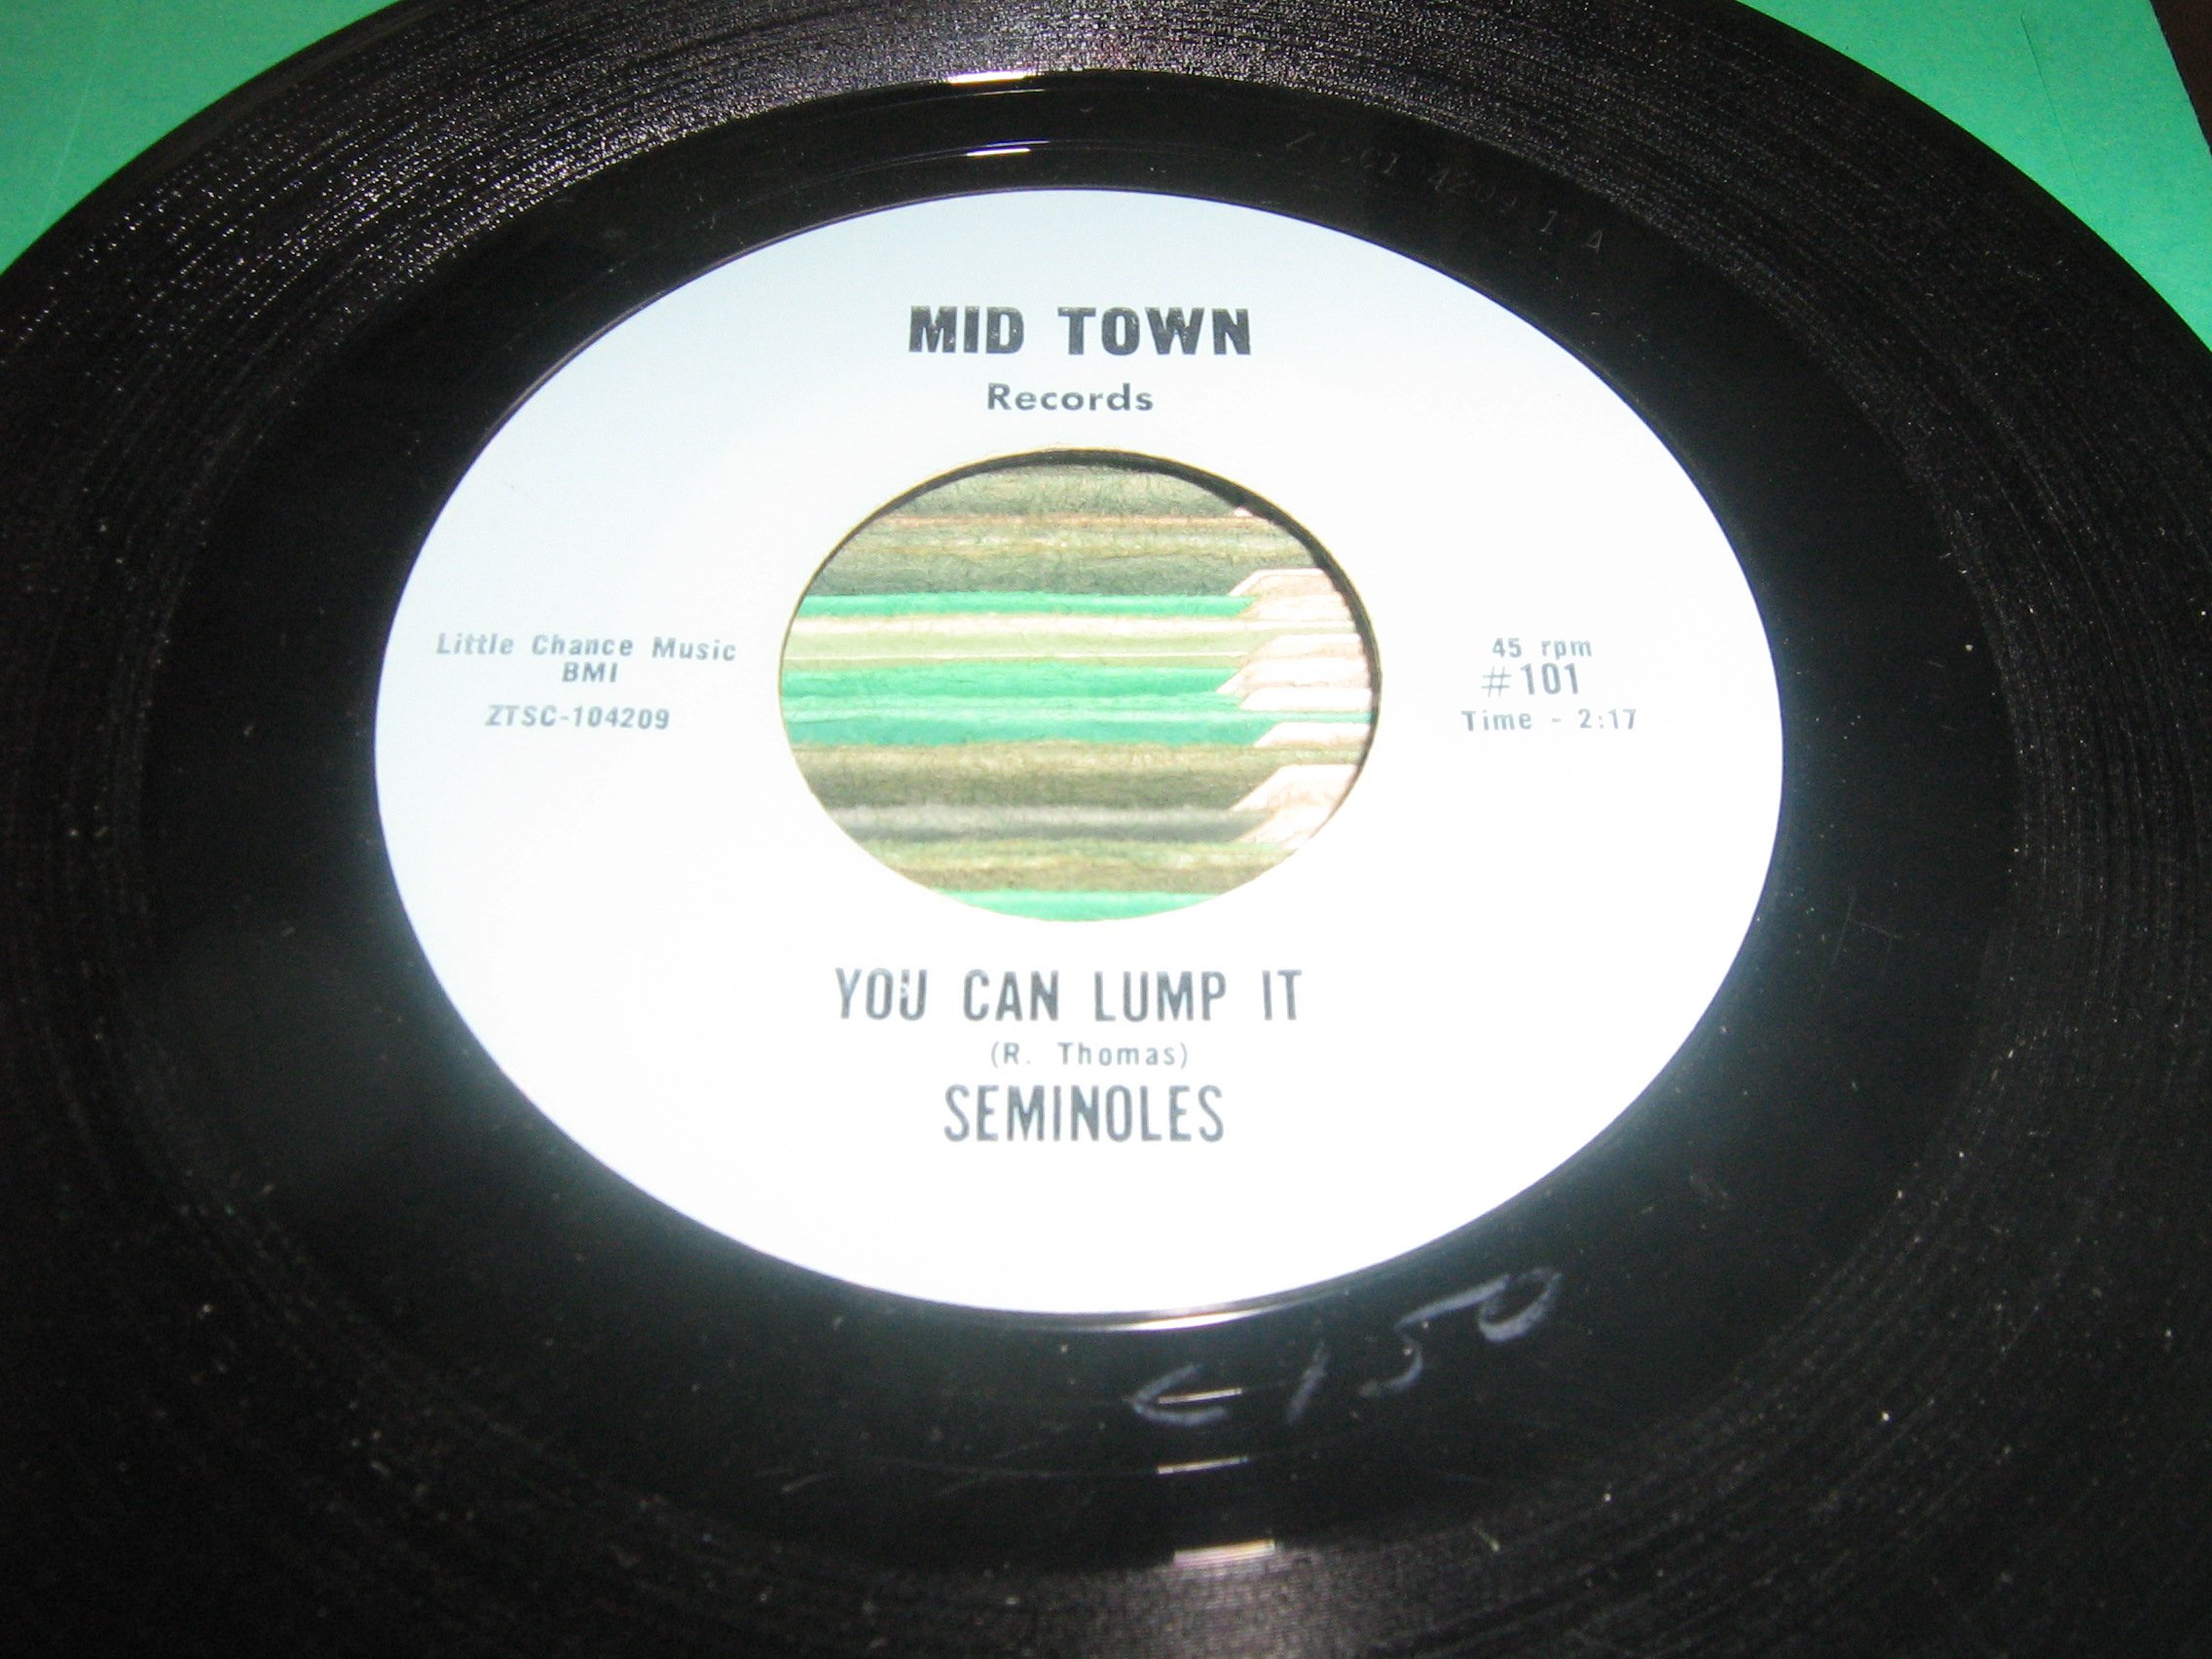 MID TOWN
Records
Little Chance Music
BMI
ZTSC-104209
45 rpm
#101
Time - 2:17
YOU CAN LUMP IT
(R. Thomas)
SEMINOLES